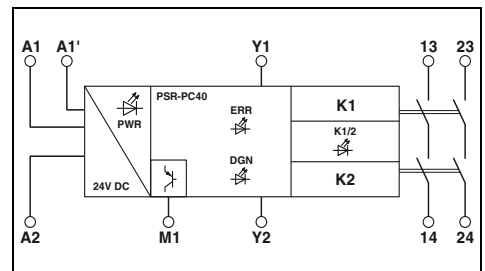 A1 A1' Y1 13 23
PSR-PC40
ERR
K1
PWR
K1/2
DGN
24V DC
K2
A2 M1 Y2 14 24